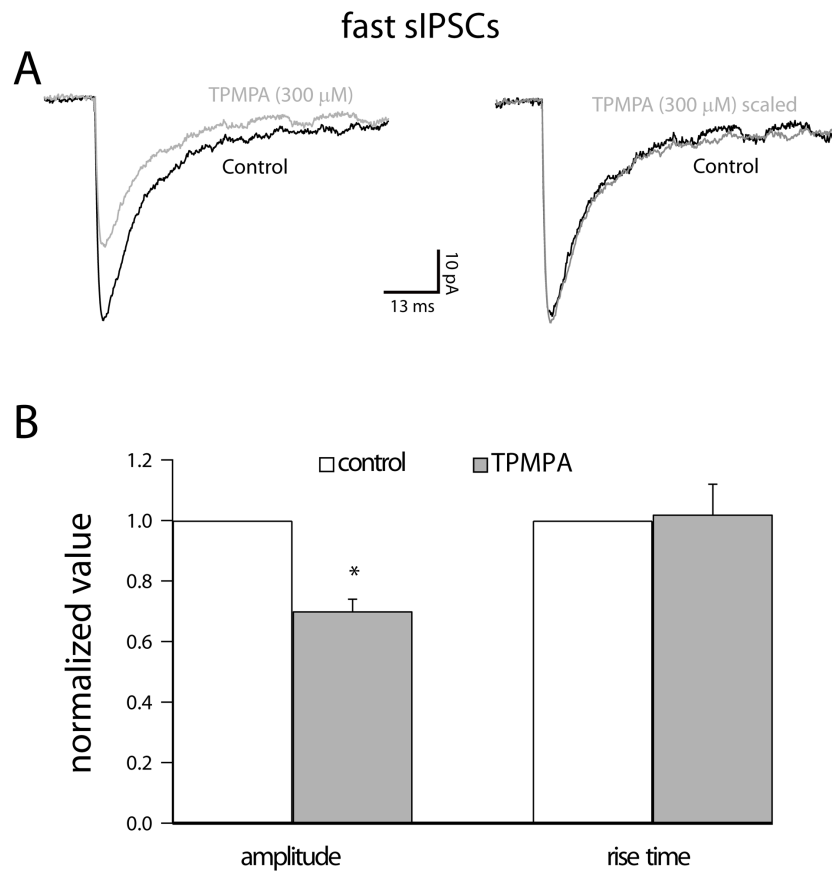 fast sIPSCs
A
TPMPA (300 μM)
Control
TPMPA (300 μM) scaled
Control
10 pA
13 ms
B
control
TPMPA
normalized value
1.2
1.0
0.8
0.6
0.4
0.2
0.0
*
amplitude
rise time